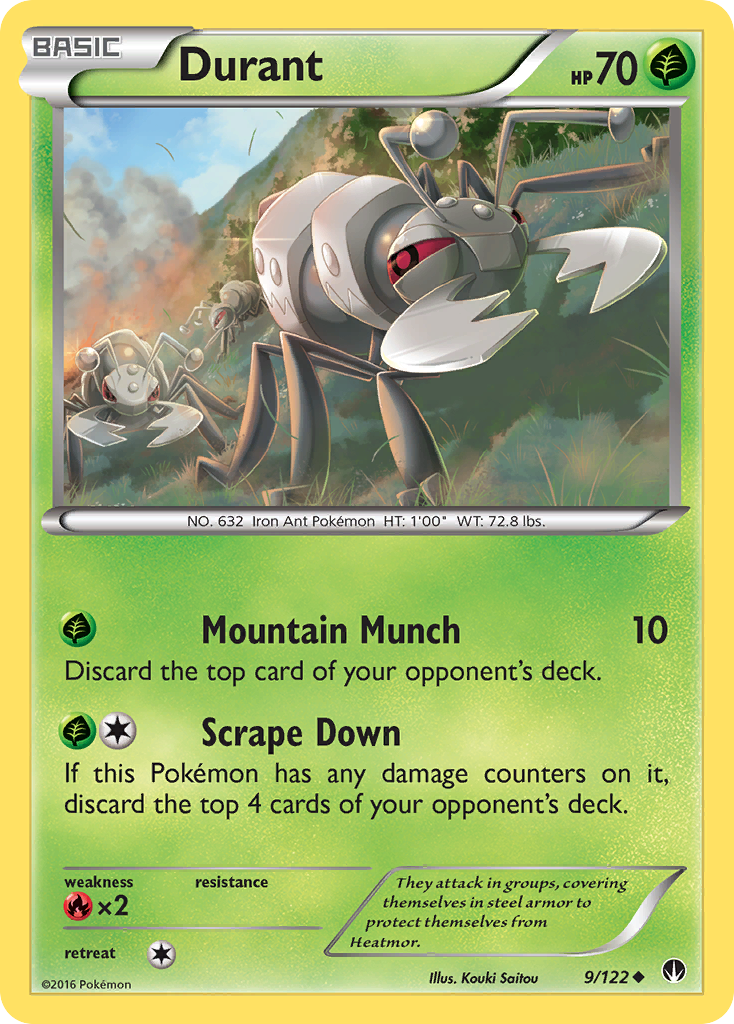 BASIC
Durant
HP 70
NO. 632 Iron Ant Pokémon HT: 1'00" WT: 72.8 lbs.
Mountain Munch 10
Discard the top card of your opponent’s deck.
Scrape Down
If this Pokémon has any damage counters on it,
discard the top 4 cards of your opponent’s deck.
weakness resistance
×2
They attack in groups, covering
themselves in steel armor to
protect themselves from
Heatmor.
retreat
©2016 Pokémon
Illus. Kouki Saitou 9/122